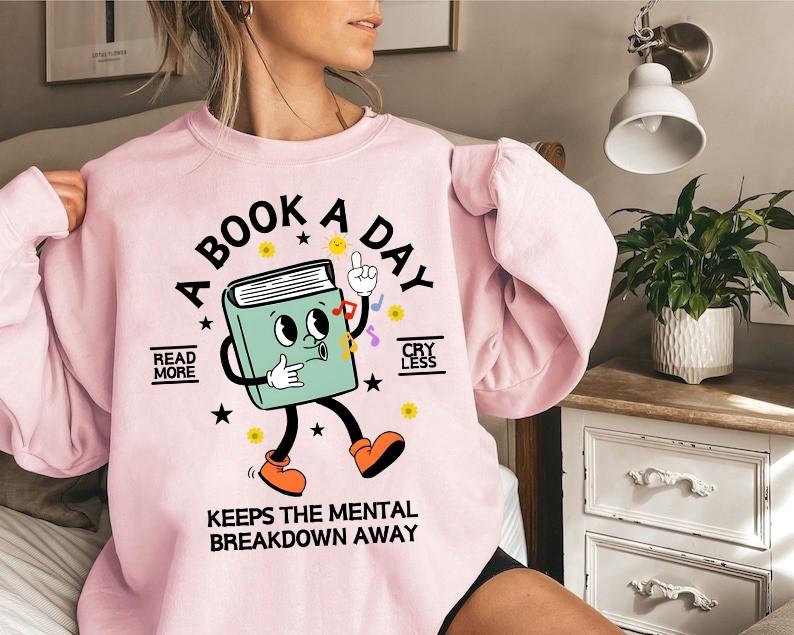 LOTUS FLOWER
A BOOK A DAY
READ
MORE
CRY
LESS
KEEPS THE MENTAL
BREAKDOWN AWAY